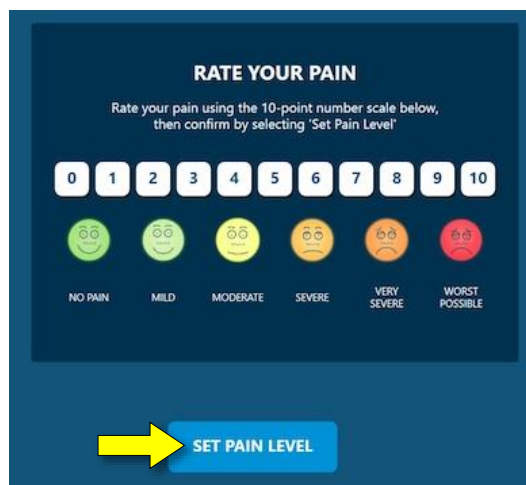 RATE YOUR PAIN
Rate your pain using the 10-point number scale below,
then confirm by selecting 'Set Pain Level'
0 1 2 3 4 5 6 7 8 9 10
NO PAIN MILD MODERATE SEVERE VERY SEVERE WORST POSSIBLE
SET PAIN LEVEL